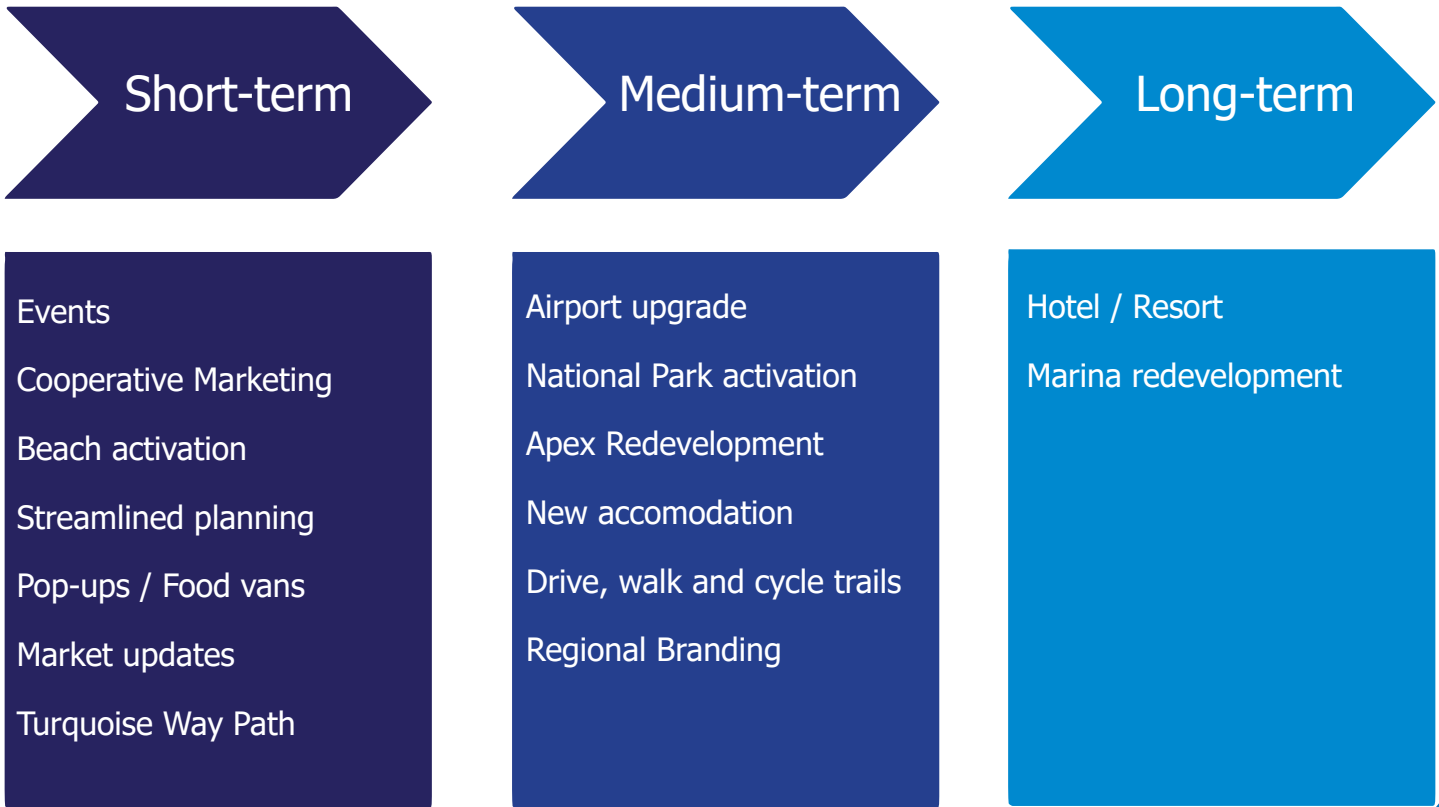 Short-term
Events
Cooperative Marketing
Beach activation
Streamlined planning
Pop-ups / Food vans
Market updates
Turquoise Way Path
Medium-term
Airport upgrade
National Park activation
Apex Redevelopment
New accomodation
Drive, walk and cycle trails
Regional Branding
Long-term
Hotel / Resort
Marina redevelopment